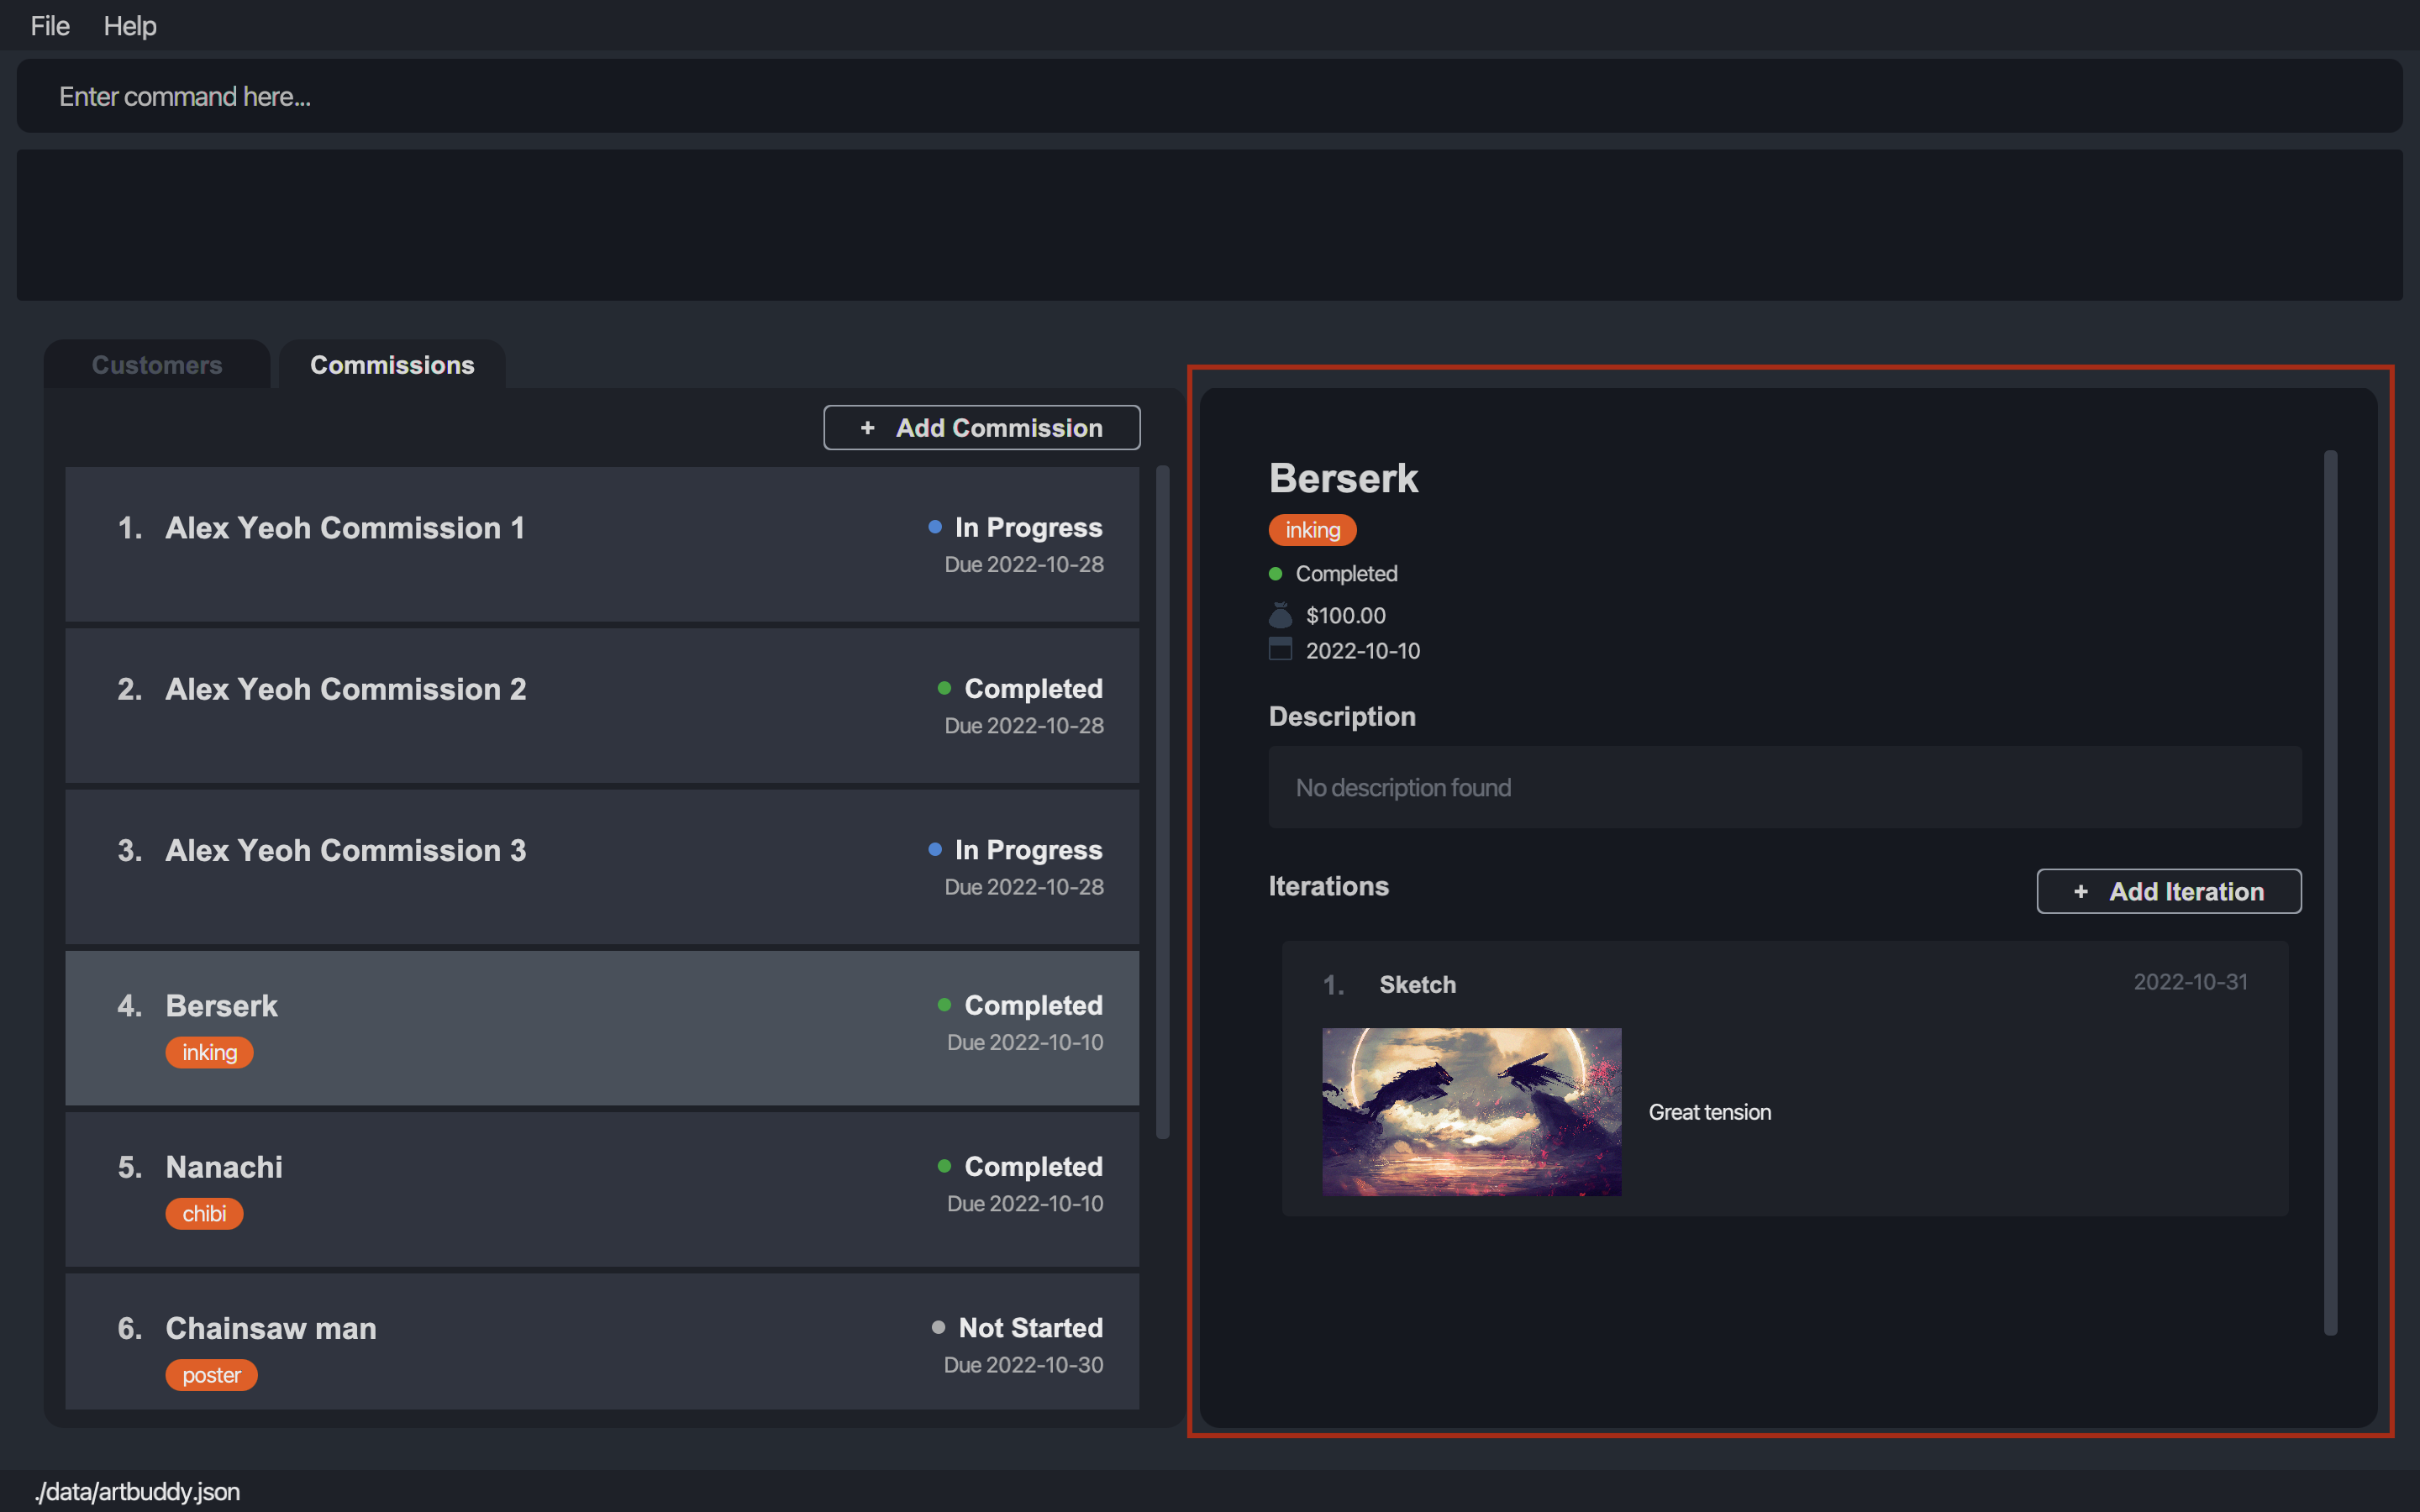 File Help
Enter command here...
Customers Commissions
+ Add Commission
1. Alex Yeoh Commission 1
In Progress
Due 2022-10-28
2. Alex Yeoh Commission 2
Completed
Due 2022-10-28
3. Alex Yeoh Commission 3
In Progress
Due 2022-10-28
4. Berserk
inking
Completed
Due 2022-10-10
5. Nanachi
chibi
Completed
Due 2022-10-10
6. Chainsaw man
poster
Not Started
Due 2022-10-30
Berserk
inking
Completed
$100.00
2022-10-10
Description
No description found
Iterations
+ Add Iteration
1. Sketch 2022-10-31
Great tension
./data/artbuddy.json